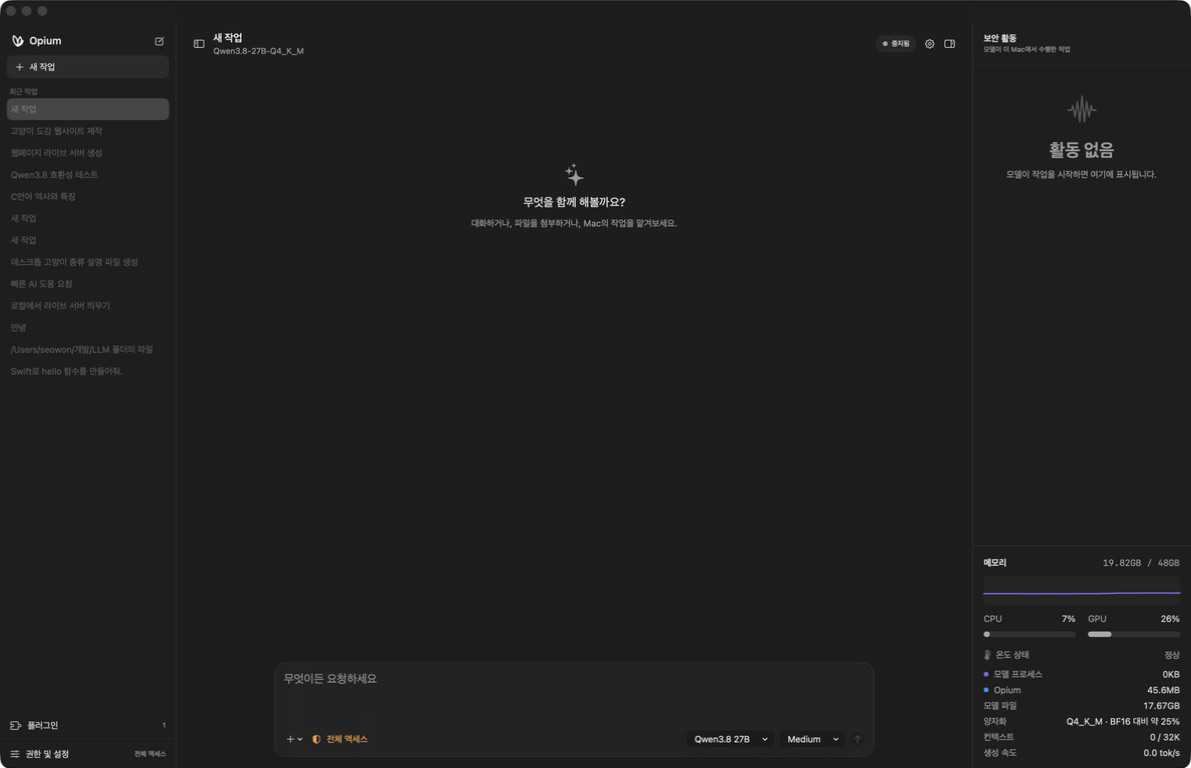 Opium
새 작업
최근 작업
새 작업
고양이 도감 웹사이트 제작
웹페이지 라이브 서버 생성
Qwen3.8 호환성 테스트
C언어 역사와 특징
새 작업
새 작업
데스크톱 고양이 종류 설명 파일 생성
빠른 AI 도움 요청
로컬에서 라이브 서버 띄우기
안녕
/Users/seowon/개발/LLM 폴더의 파일
Swift로 hello 함수를 만들어줘.
플러그인 1
권한 및 설정 전체 액세스
새 작업
Qwen3.8-27B-Q4_K_M
중지됨
무엇을 함께 해볼까요?
대화하거나, 파일을 첨부하거나, Mac의 작업을 맡겨보세요.
무엇이든 요청하세요
전체 액세스
Qwen3.8 27B Medium
보안 활동
모델이 이 Mac에서 수행한 작업
활동 없음
모델이 작업을 시작하면 여기에 표시됩니다.
메모리 19.82GB / 48GB
CPU 7% GPU 26%
온도 상태 정상
모델 프로세스 0KB
Opium 45.6MB
모델 파일 17.67GB
양자화 Q4_K_M · BF16 대비 약 25%
컨텍스트 0 / 32K
생성 속도 0.0 tok/s